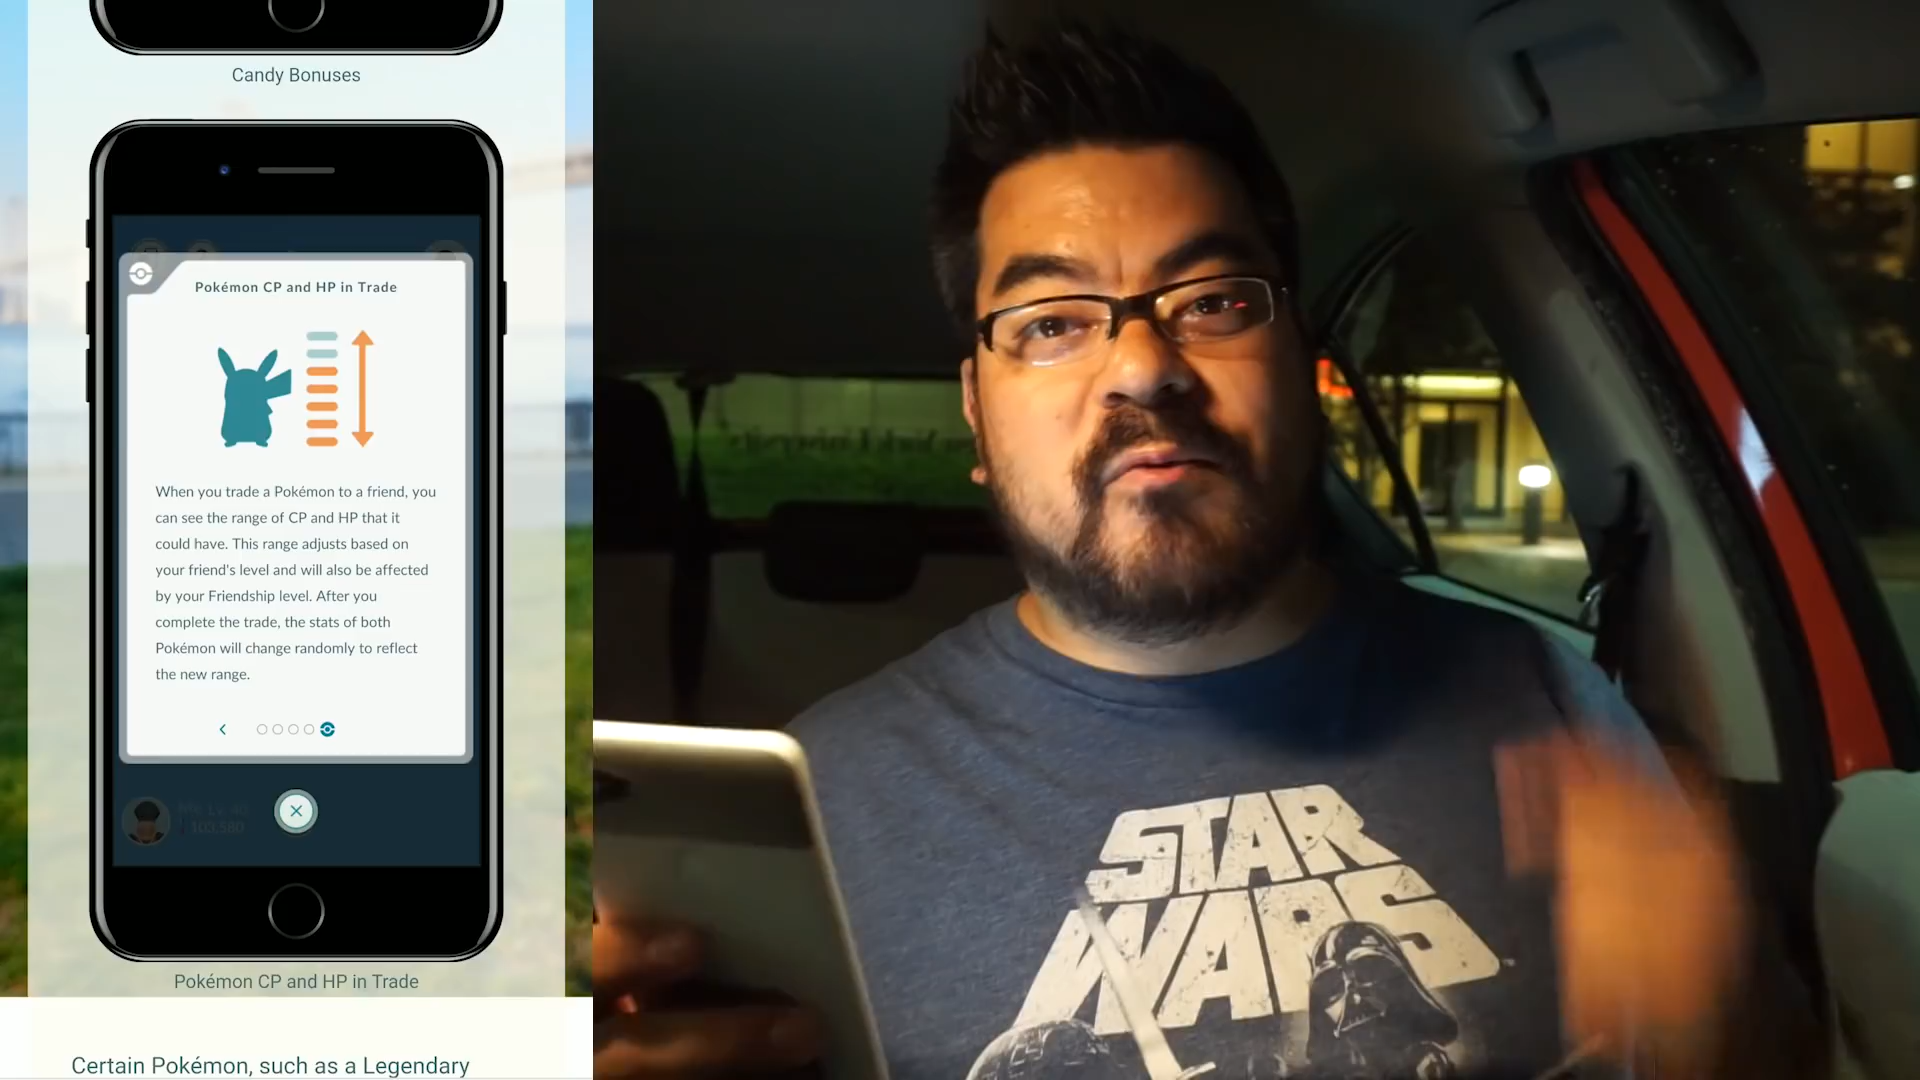 Candy Bonuses
Pokémon CP and HP in Trade
When you trade a Pokémon to a friend, you
can see the range of CP and HP that it
could have. This range adjusts based on
your friend's level and will also be affected
by your Friendship level. After you
complete the trade, the stats of both
Pokémon will change randomly to reflect
the new range.
103,580
Pokémon CP and HP in Trade
Certain Pokémon, such as a Legendary
STAR
WARS